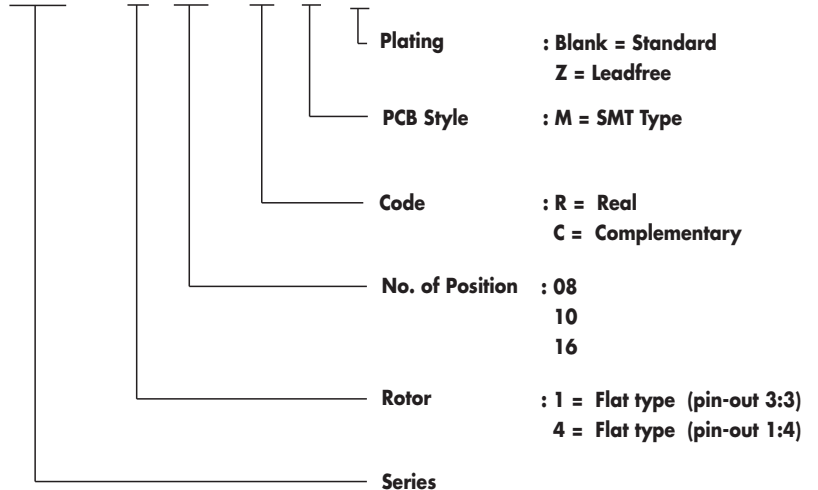 Plating : Blank = Standard
Z = Leadfree
PCB Style : M = SMT Type
Code : R = Real
C = Complementary
No. of Position : 08
10
16
Rotor : 1 = Flat type (pin-out 3:3)
4 = Flat type (pin-out 1:4)
Series